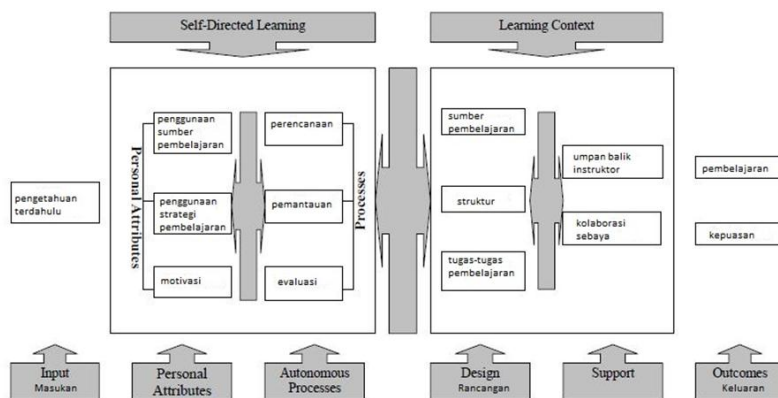 Self-Directed Learning
Learning Context
pengetahuan
terdahulu
Personal Attributes
penggunaan
sumber
pembelajaran
penggunaan
strategi
pembelajaran
motivasi
perencanaan
pemantauan
evaluasi
Processes
sumber
pembelajaran
struktur
tugas-tugas
pembelajaran
umpan balik
instruktor
kolaborasi
sebaya
pembelajaran
kepuasan
Input
Masukan
Personal
Attributes
Autonomous
Processes
Design
Rancangan
Support
Outcomes
Keluaran